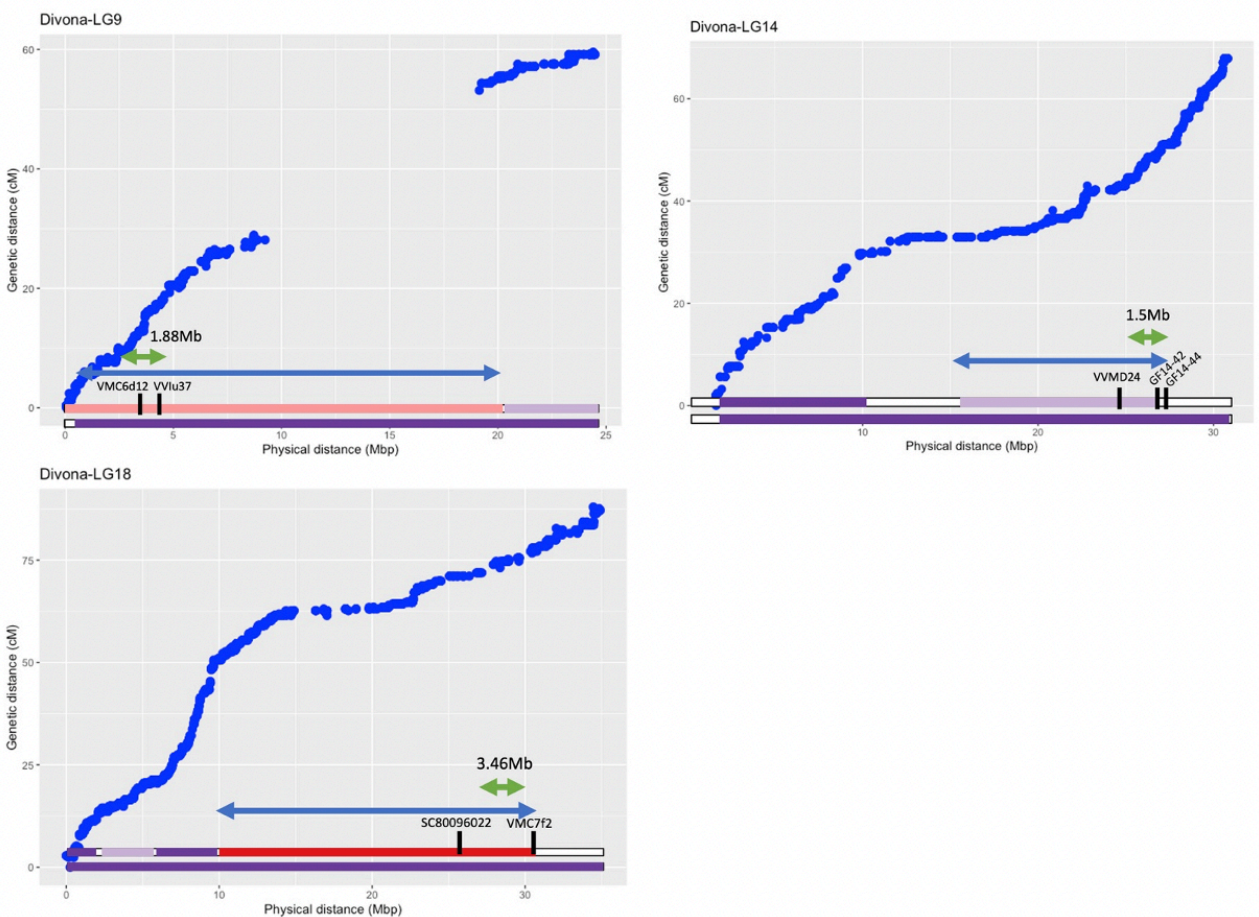 Divona-LG9
60
40
20
0
Genetic distance (cM)
1.88Mb
VMC6d12 VVIu37
0 5 10 15 20 25
Physical distance (Mbp)
Divona-LG14
60
40
20
0
Genetic distance (cM)
1.5Mb
VVMD24
GF14-42
GF14-44
10 20 30
Physical distance (Mbp)
Divona-LG18
75
50
25
0
Genetic distance (cM)
3.46Mb
SC80096022 VMC7f2
0 10 20 30
Physical distance (Mbp)